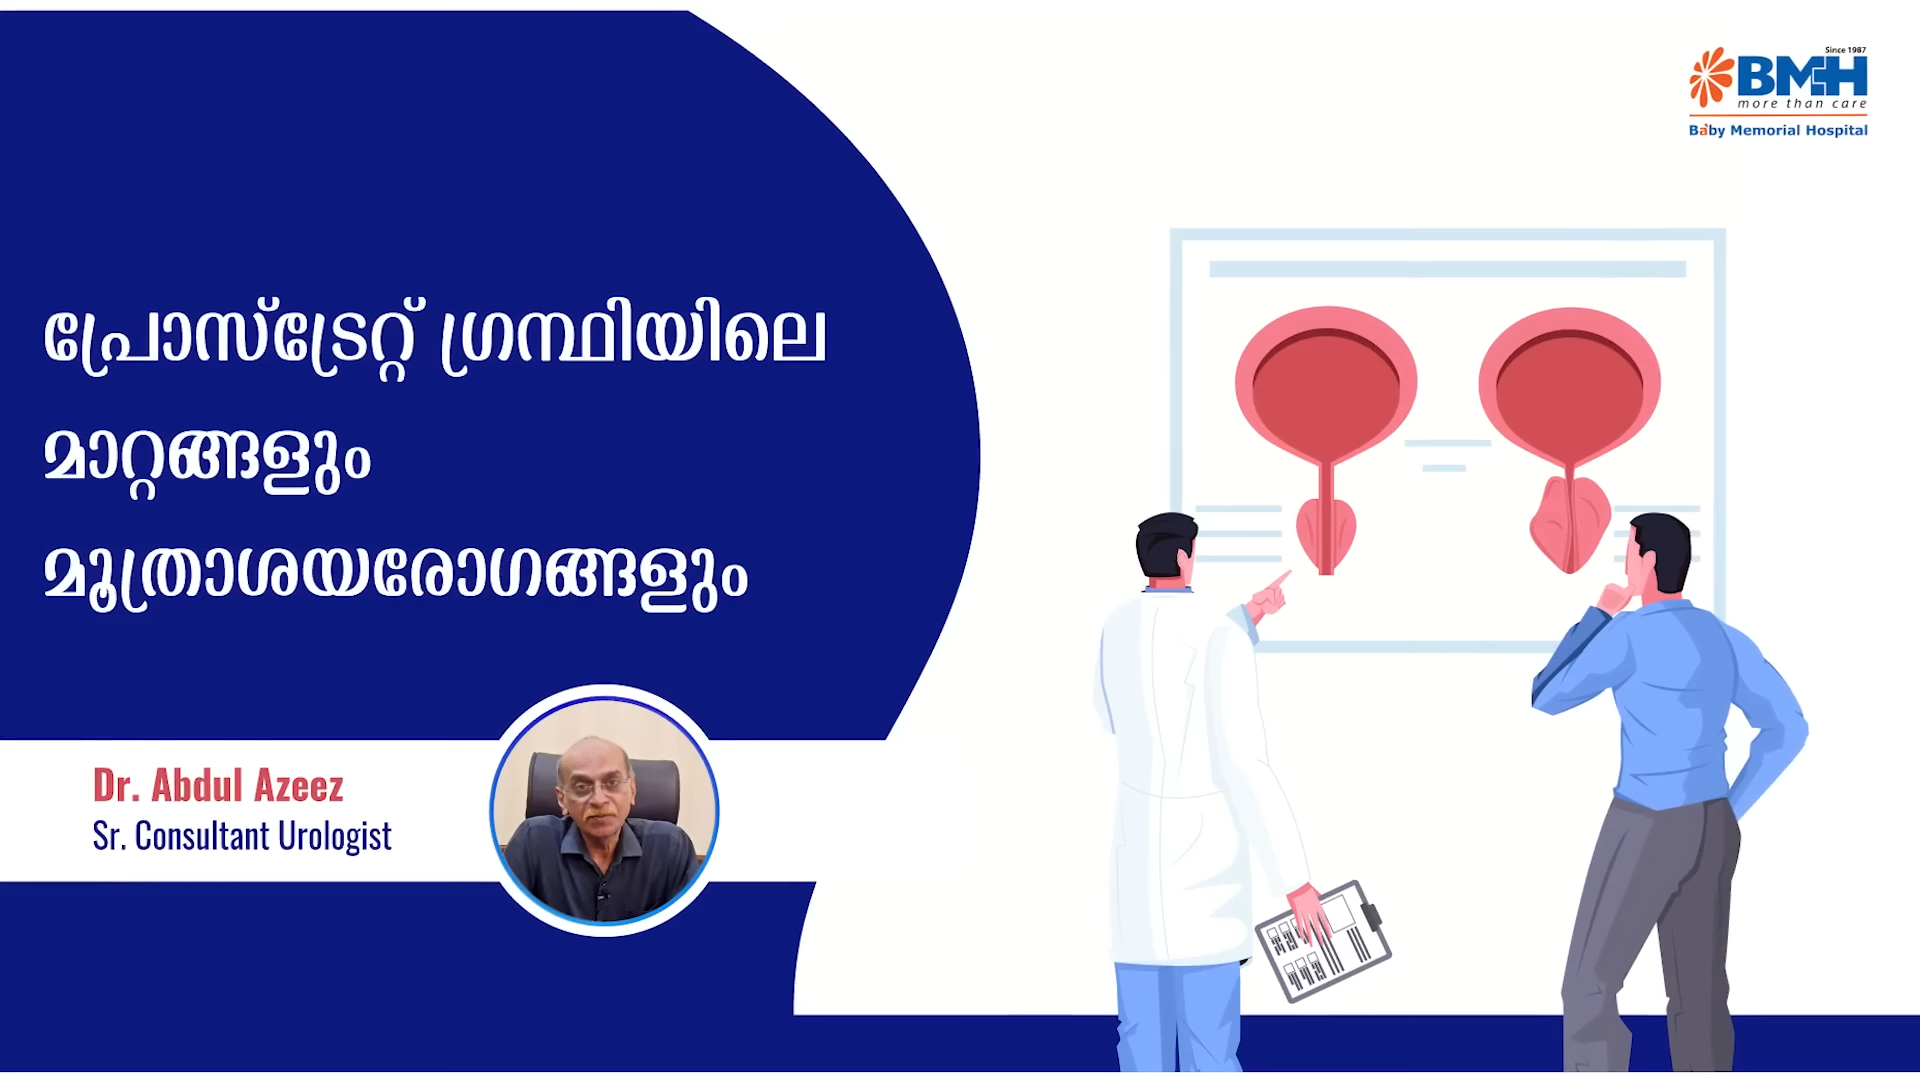 Since 1987
BMH
more than care
Baby Memorial Hospital
പ്രോസ്ട്രേറ്റ് ഗ്രന്ഥിയിലെ
മാറ്റങ്ങളും
മൂത്രാശയരോഗങ്ങളും
Dr. Abdul Azeez
Sr. Consultant Urologist